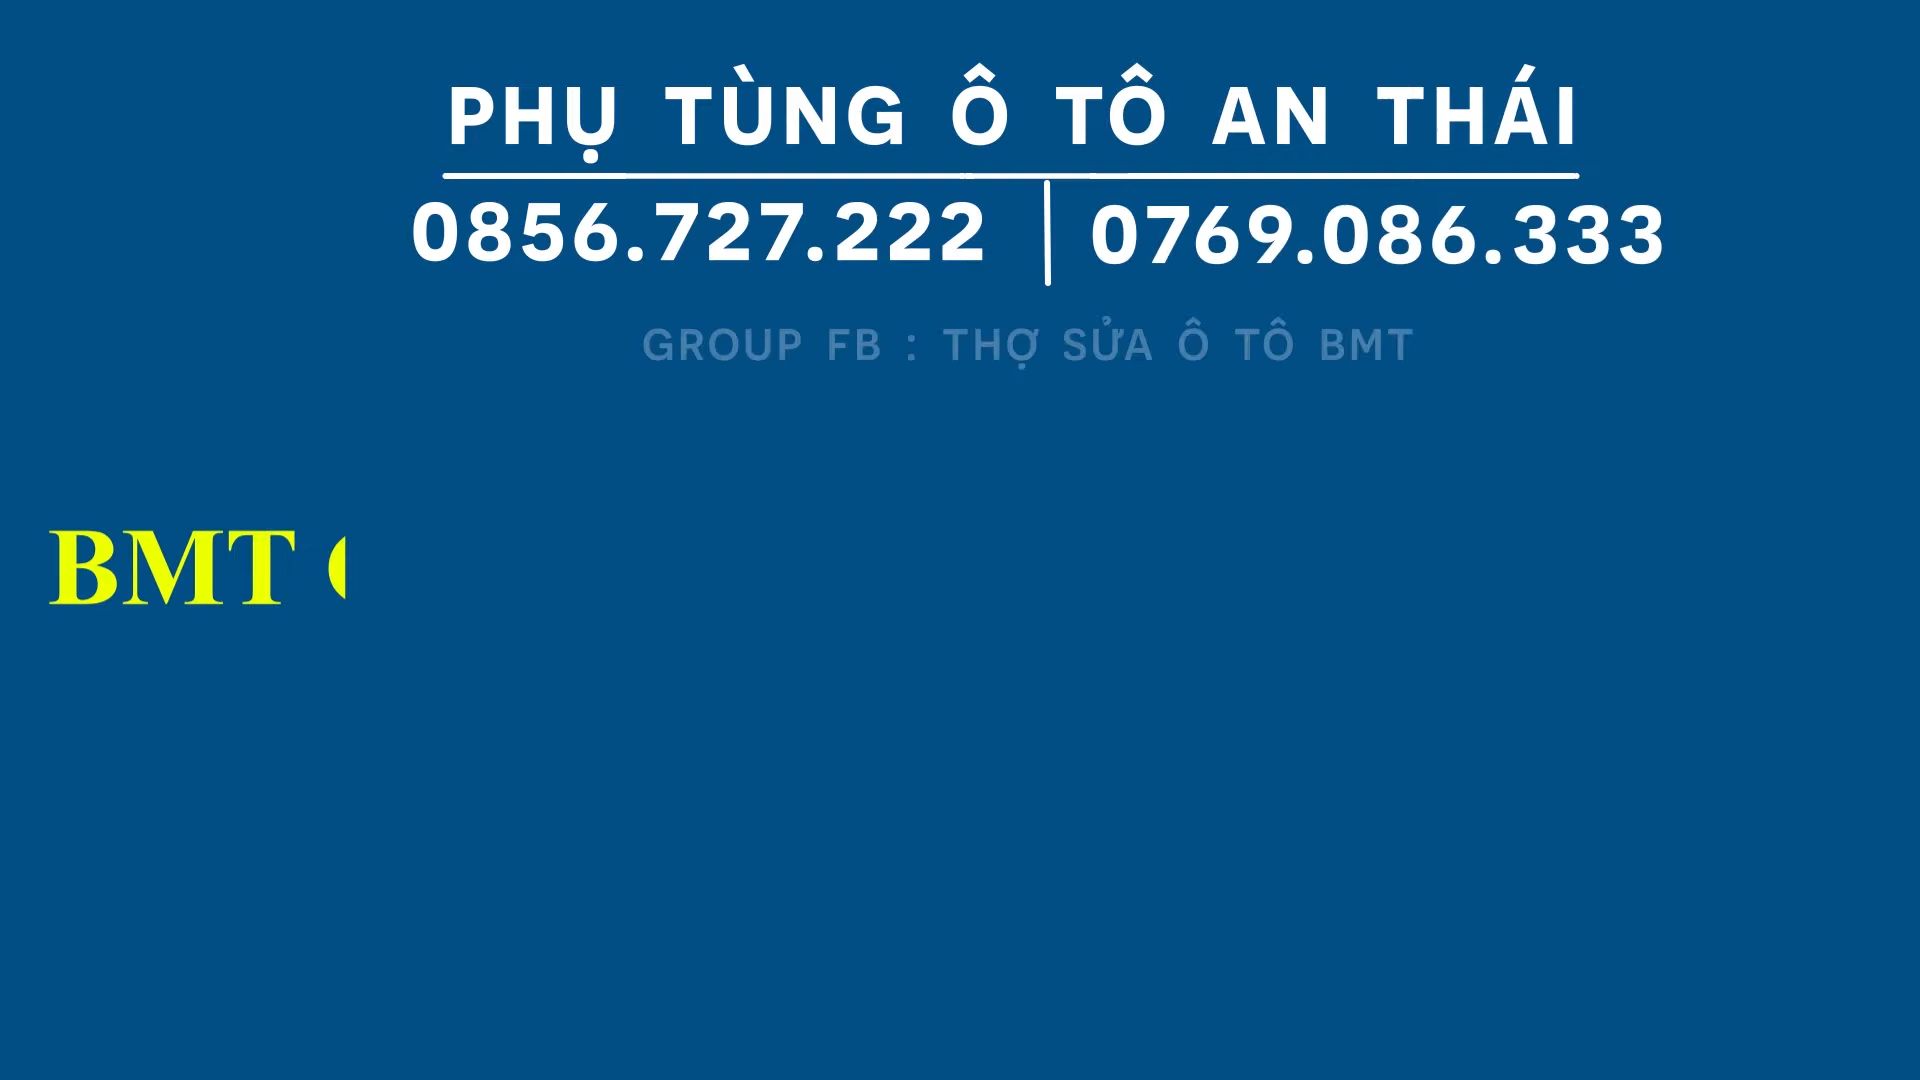 PHỤ TÙNG Ô TÔ AN THÁI
0856.727.222 0769.086.333
GROUP FB : THỢ SỬA Ô TÔ BMT
BMT